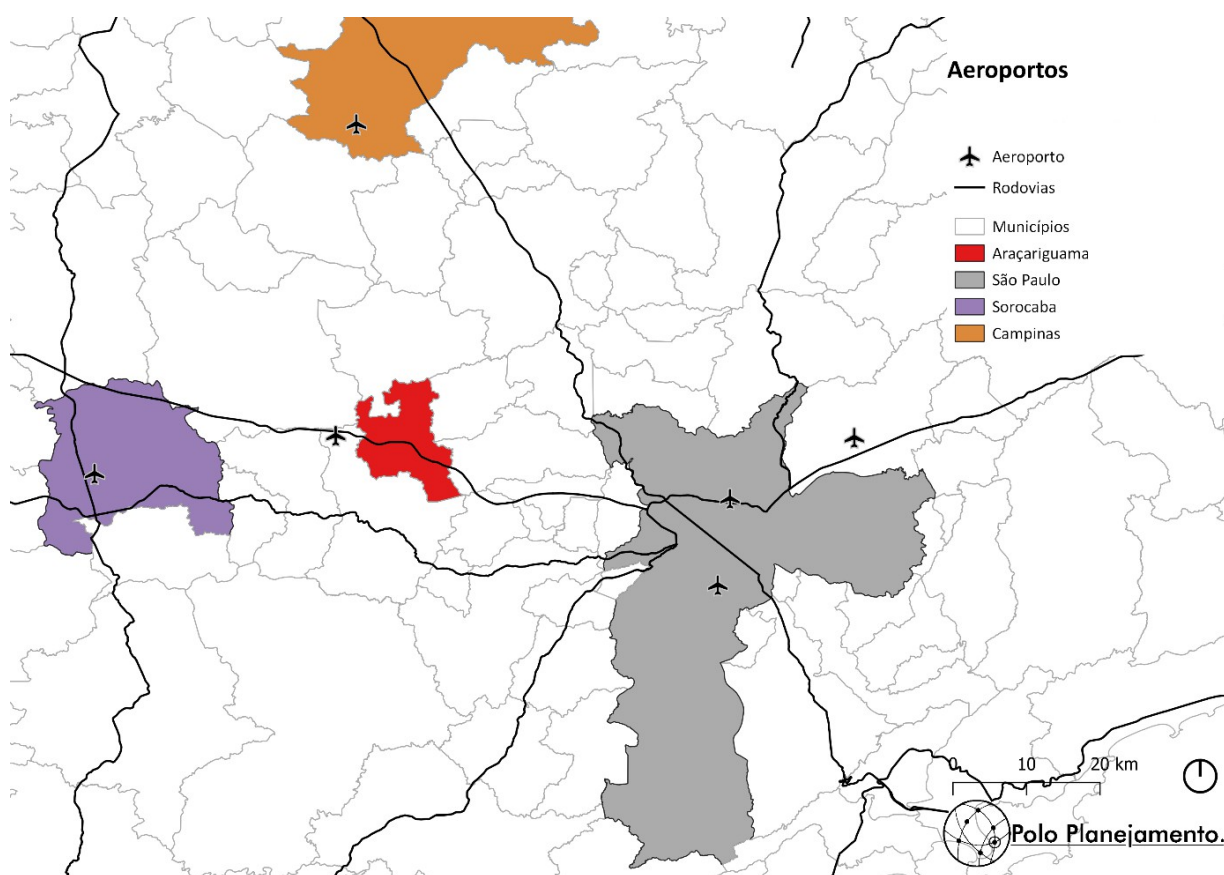 Aeroportos
Aeroporto
Rodovias
Municípios
Araçariguama
São Paulo
Sorocaba
Campinas
0 10 20 km
Polo Planejamento.